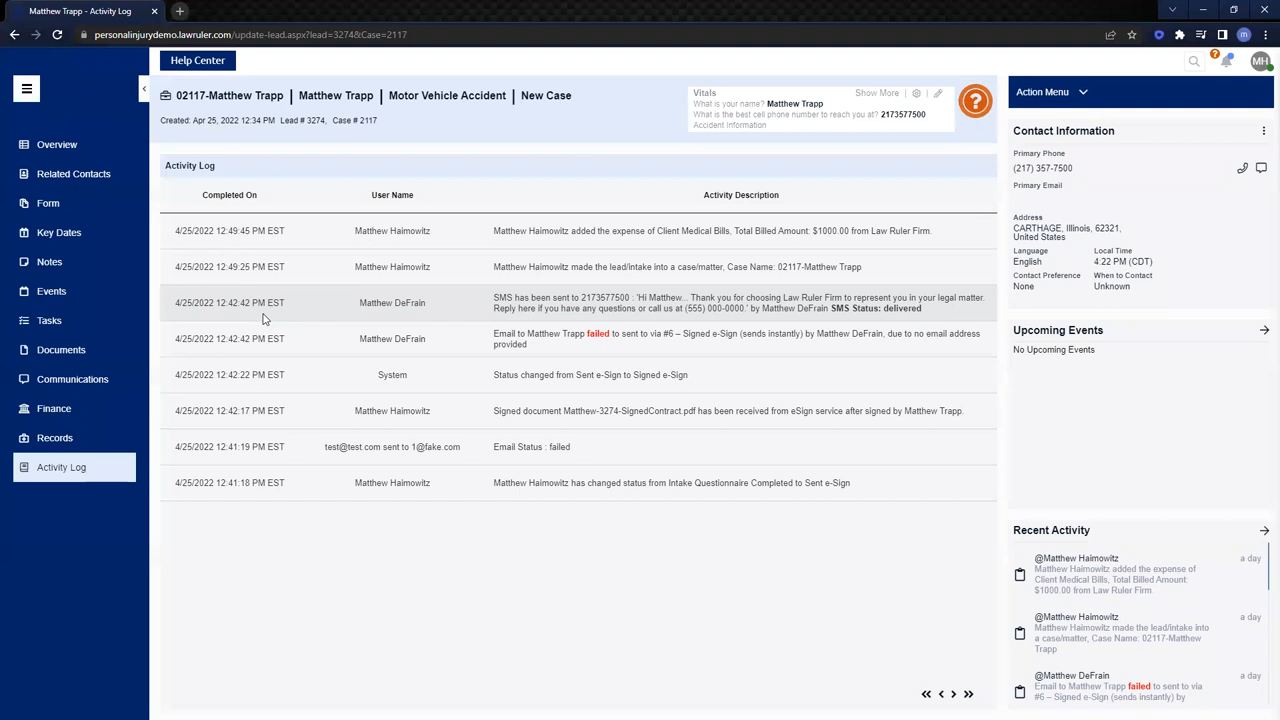 Matthew Trapp - Activity Log
personalinjurydemo.lawruler.com/update-lead.aspx?lead=3274&Case=2117
m
Help Center
?
MH
02117-Matthew Trapp | Matthew Trapp | Motor Vehicle Accident | New Case
Created: Apr 25, 2022 12:34 PM Lead # 3274, Case # 2117
Vitals Show More
What is your name? Matthew Trapp
What is the best cell phone number to reach you at? 2173577500
Accident Information
?
Overview
Related Contacts
Form
Key Dates
Notes
Events
Tasks
Documents
Communications
Finance
Records
Activity Log
Activity Log
Completed On User Name Activity Description
4/25/2022 12:49:45 PM EST Matthew Haimowitz Matthew Haimowitz added the expense of Client Medical Bills, Total Billed Amount: $1000.00 from Law Ruler Firm.
4/25/2022 12:49:25 PM EST Matthew Haimowitz Matthew Haimowitz made the lead/intake into a case/matter, Case Name: 02117-Matthew Trapp
4/25/2022 12:42:42 PM EST Matthew DeFrain SMS has been sent to 2173577500 : 'Hi Matthew... Thank you for choosing Law Ruler Firm to represent you in your legal matter.
Reply here if you have any questions or call us at (555) 000-0000.' by Matthew DeFrain SMS Status: delivered
4/25/2022 12:42:42 PM EST Matthew DeFrain Email to Matthew Trapp failed to sent to via #6 – Signed e-Sign (sends instantly) by Matthew DeFrain, due to no email address
provided
4/25/2022 12:42:22 PM EST System Status changed from Sent e-Sign to Signed e-Sign
4/25/2022 12:42:17 PM EST Matthew Haimowitz Signed document Matthew-3274-SignedContract.pdf has been received from eSign service after signed by Matthew Trapp.
4/25/2022 12:41:19 PM EST test@test.com sent to 1@fake.com Email Status : failed
4/25/2022 12:41:18 PM EST Matthew Haimowitz Matthew Haimowitz has changed status from Intake Questionnaire Completed to Sent e-Sign
Action Menu
Contact Information
Primary Phone
(217) 357-7500
Primary Email
Address
CARTHAGE, Illinois, 62321,
United States
Language Local Time
English 4:22 PM (CDT)
Contact Preference When to Contact
None Unknown
Upcoming Events
No Upcoming Events
Recent Activity
@Matthew Haimowitz a day
Matthew Haimowitz added the expense of
Client Medical Bills, Total Billed Amount:
$1000.00 from Law Ruler Firm.
@Matthew Haimowitz a day
Matthew Haimowitz made the lead/intake into
a case/matter, Case Name: 02117-Matthew
Trapp
@Matthew DeFrain a day
Email to Matthew Trapp failed to sent to via
#6 – Signed e-Sign (sends instantly) by